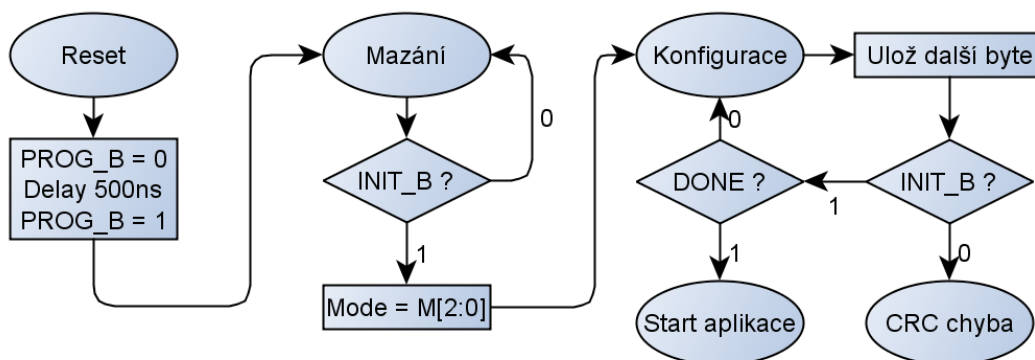 Reset
PROG_B = 0
Delay 500ns
PROG_B = 1
Mazání
0
INIT_B ?
1
Mode = M[2:0]
Konfigurace
Ulož další byte
0
DONE ?
1
INIT_B ?
1
0
Start aplikace
CRC chyba